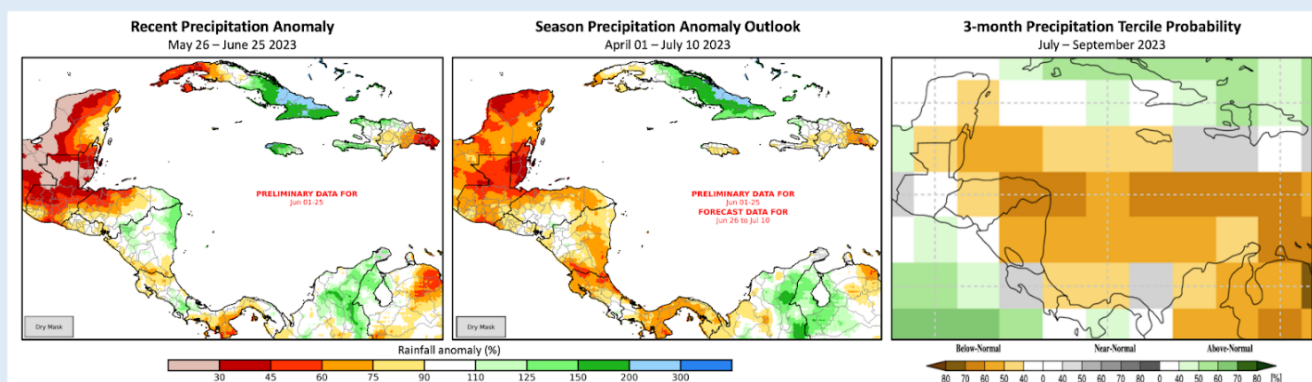 Recent Precipitation Anomaly
May 26 – June 25 2023
PRELIMINARY DATA FOR
Jun 01-25
Dry Mask
Season Precipitation Anomaly Outlook
April 01 – July 10 2023
PRELIMINARY DATA FOR
Jun 01-25
FORECAST DATA FOR
Jun 26 to Jul 10
Dry Mask
3-month Precipitation Tercile Probability
July – September 2023
Rainfall anomaly (%)
30 45 60 75 90 110 125 150 200 300
Below-Normal Near-Normal Above-Normal
80 70 60 50 40 0 40 50 60 70 80 0 40 50 60 70 80 [%]